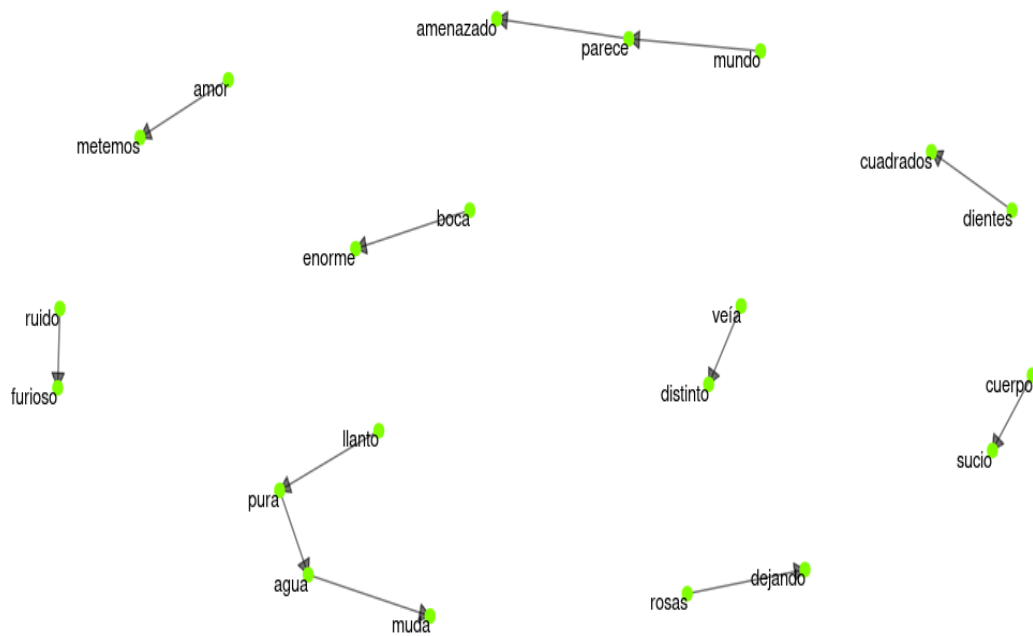 amenazado
parece
mundo
amor
metemos
cuadrados
dientes
boca
enorme
ruido
veía
furioso
distinto
cuerpo
llanto
sucio
pura
agua
dejando
rosas
muda